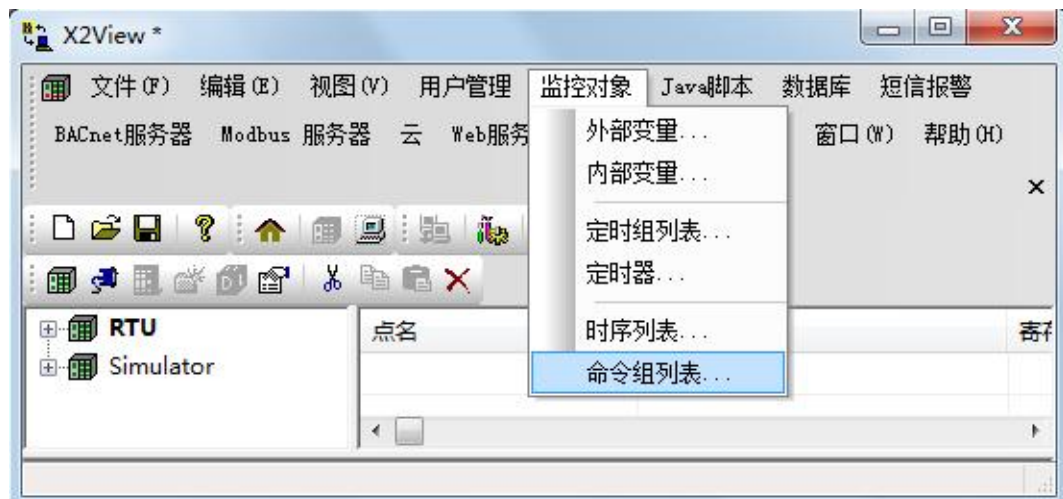 X2View *
文件(F) 编辑(E) 视图(V) 用户管理 监控对象 Java脚本 数据库 短信报警
BACnet服务器 Modbus 服务器 云 Web服务 窗口(W) 帮助(H)
外部变量...
内部变量...
定时组列表...
定时器...
时序列表...
命令组列表...
RTU
Simulator
点名
寄存